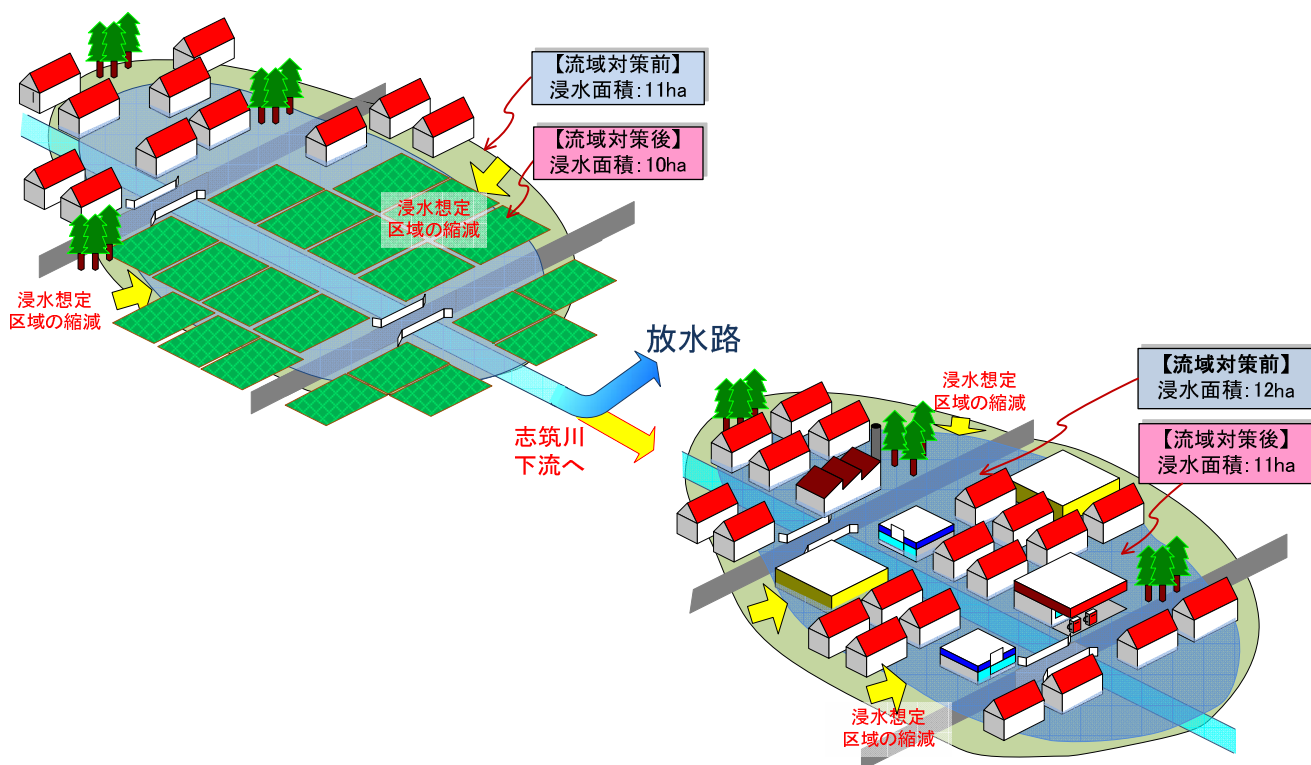 【流域対策前】
浸水面積:11ha
【流域対策後】
浸水面積:10ha
浸水想定
区域の縮減
浸水想定
区域の縮減
放水路
志筑川
下流へ
浸水想定
区域の縮減
【流域対策前】
浸水面積:12ha
【流域対策後】
浸水面積:11ha
浸水想定
区域の縮減